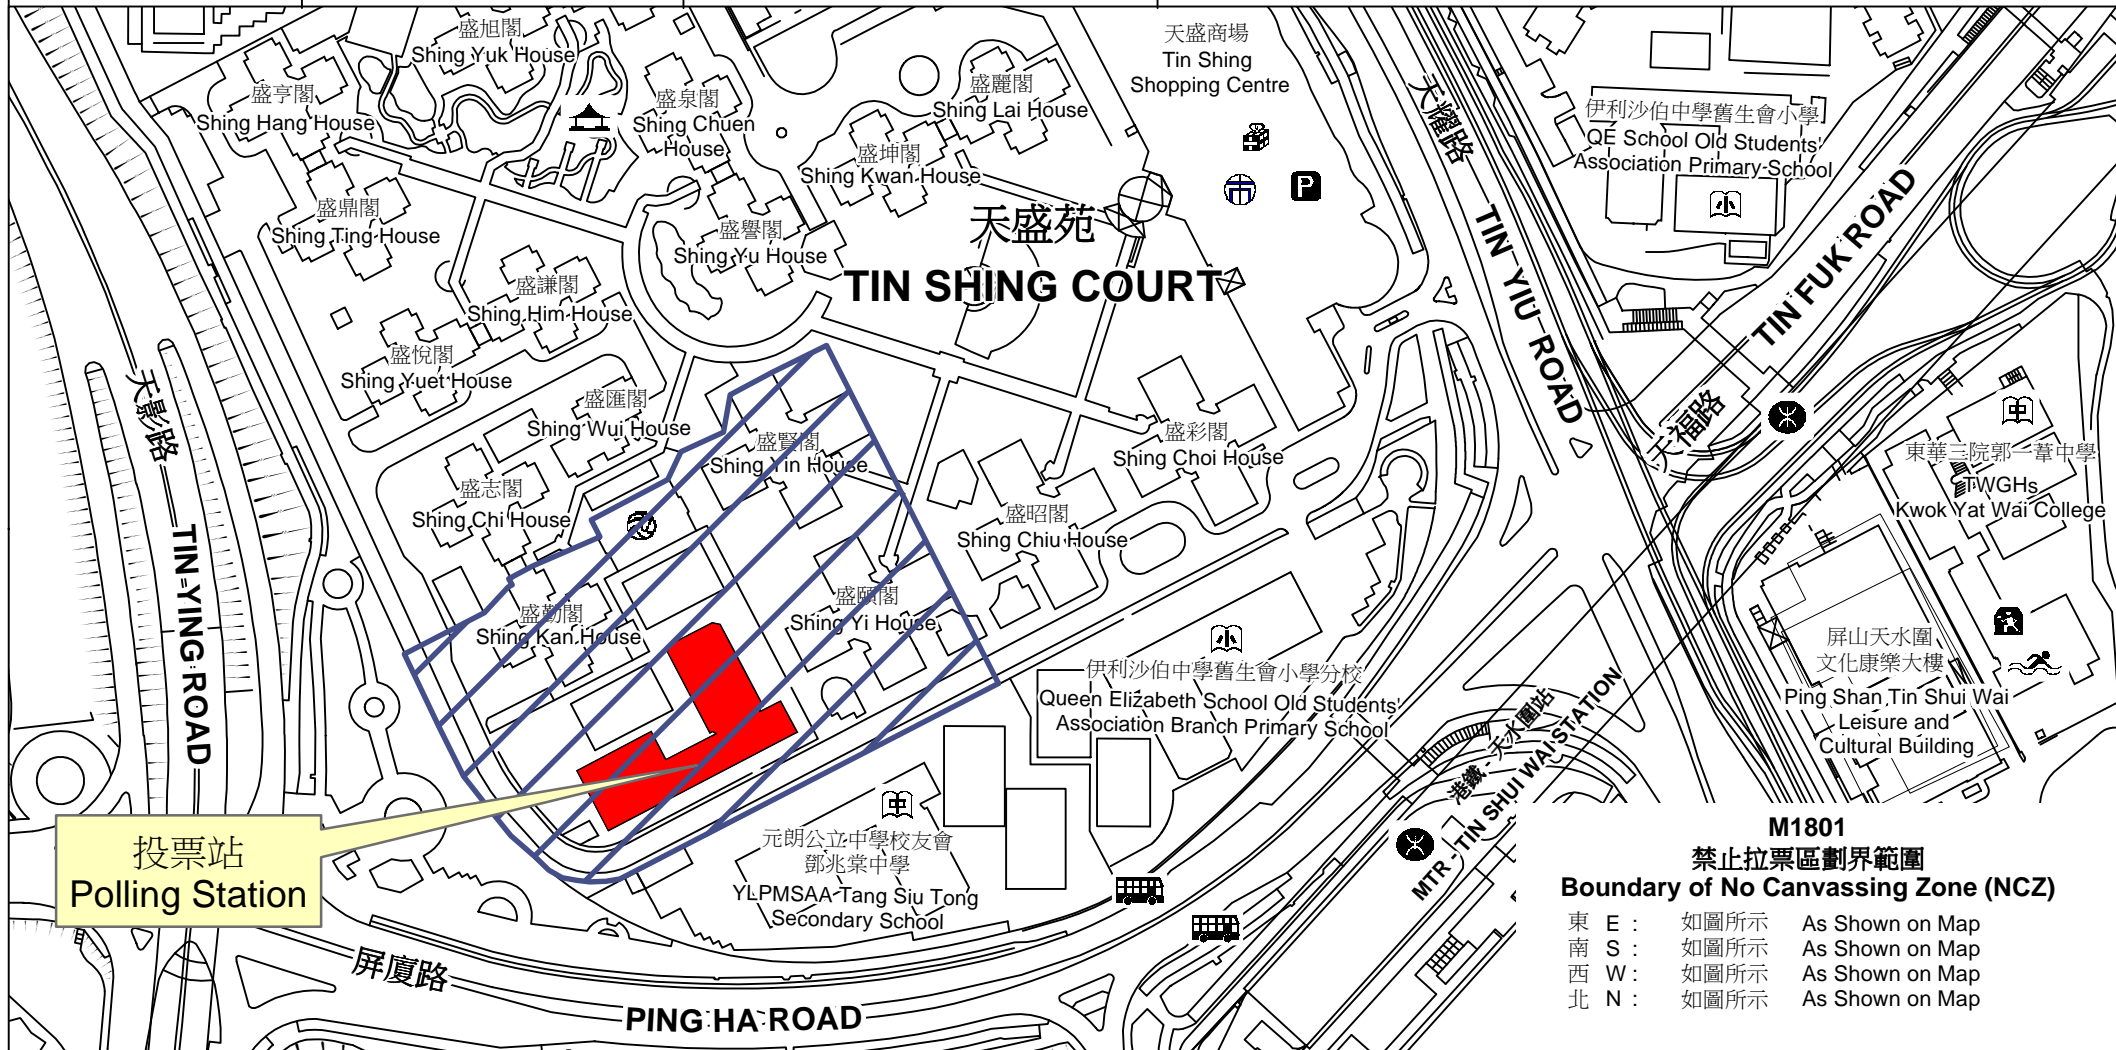 盛旭閣
Shing Yuk House
盛亨閣
Shing Hang House
盛泉閣
Shing Chuen
House
盛麗閣
Shing Lai House
天盛商場
Tin Shing
Shopping Centre
盛坤閣
Shing Kwan House
伊利沙伯中學舊生會小學
QE School Old Students'
Association Primary School
小
P
盛鼎閣
Shing Ting House
盛譽閣
Shing Yu House
天盛苑
TIN SHING COURT
天耀路
TIN YIU ROAD
天福路
TIN FUK ROAD
盛謙閣
Shing Him House
盛悅閣
Shing Yuet House
盛匯閣
Shing Wui House
盛賢閣
Shing Yin House
盛彩閣
Shing Choi House
盛志閣
Shing Chi House
盛昭閣
Shing Chiu House
中
東華三院郭一葦中學
TWGHs
Kwok Yat Wai College
天影路
TIN YING ROAD
盛勤閣
Shing Kan House
盛頤閣
Shing Yi House
小
伊利沙伯中學舊生會小學分校
Queen Elizabeth School Old Students'
Association Branch Primary School
屏山天水圍
文化康樂大樓
Ping Shan Tin Shui Wai
Leisure and
Cultural Building
港鐵 - 天水圍站
MTR - TIN SHUI WAI STATION
中
元朗公立中學校友會
鄧兆棠中學
YLPMSAA Tang Siu Tong
Secondary School
投票站
Polling Station
屏廈路
PING HA ROAD
M1801
禁止拉票區劃界範圍
Boundary of No Canvassing Zone (NCZ)
東 E : 如圖所示 As Shown on Map
南 S : 如圖所示 As Shown on Map
西 W : 如圖所示 As Shown on Map
北 N : 如圖所示 As Shown on Map